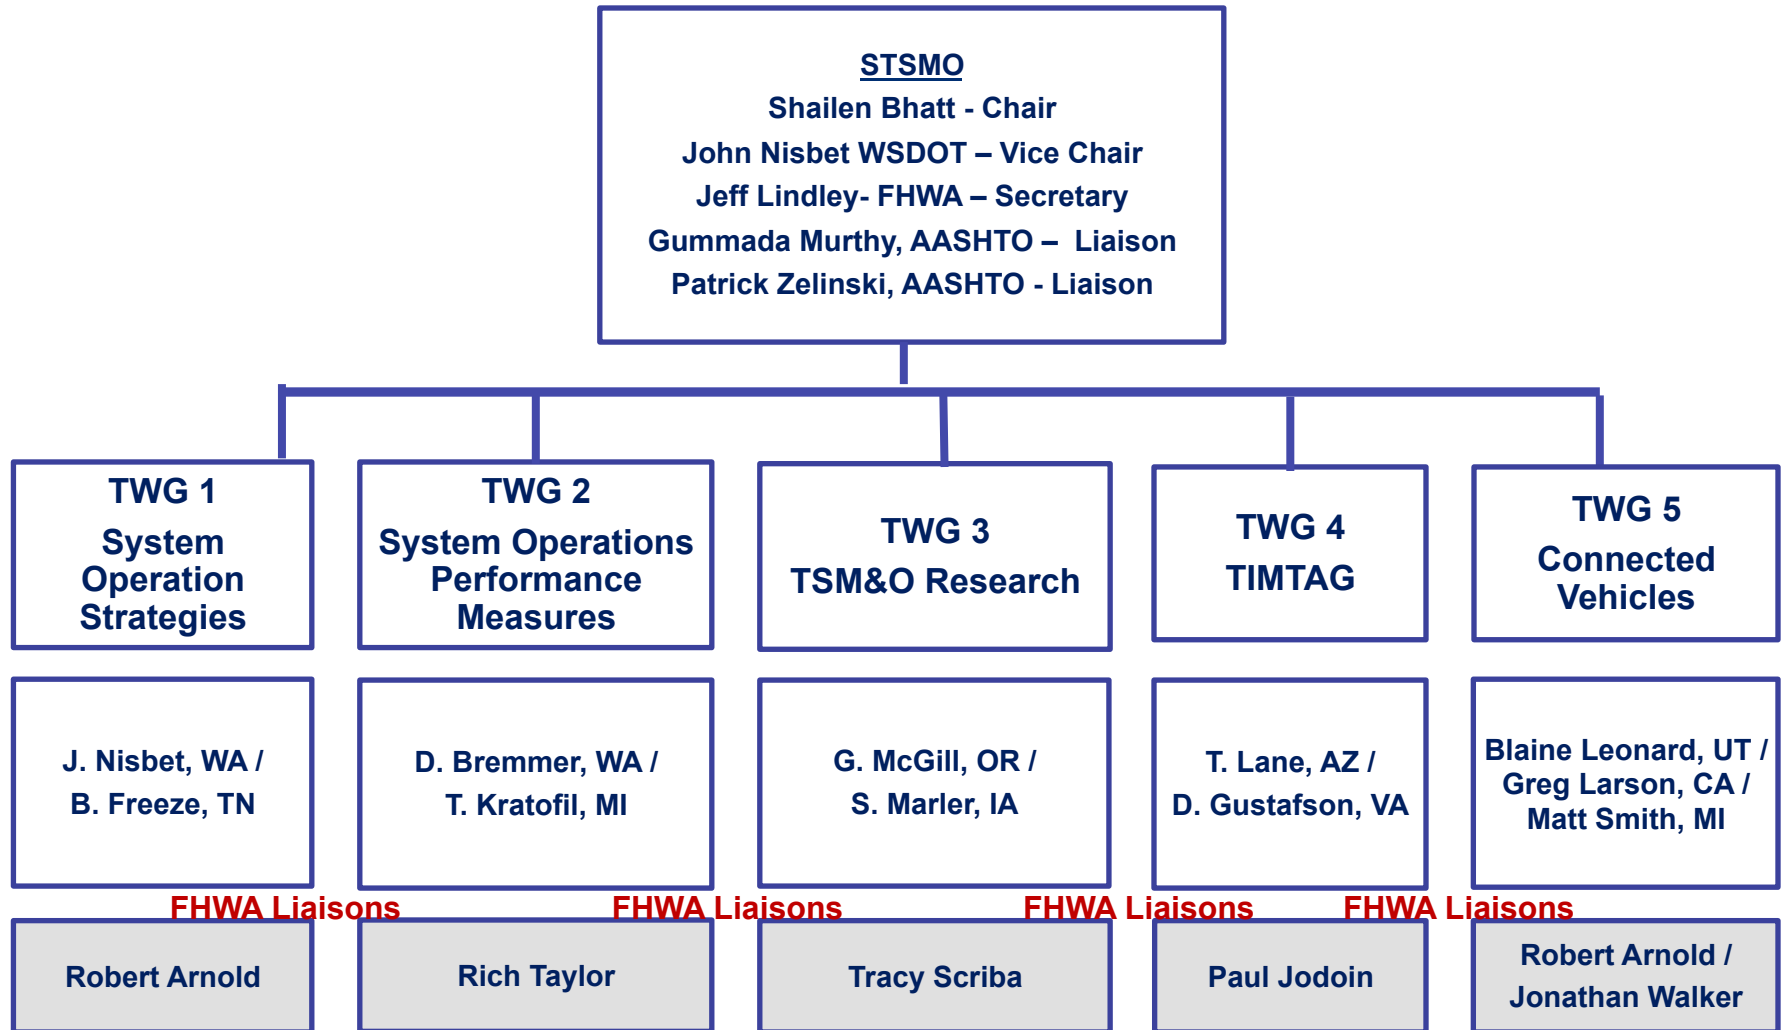 STSMO
Shailen Bhatt - Chair
John Nisbet WSDOT – Vice Chair
Jeff Lindley- FHWA – Secretary
Gummada Murthy, AASHTO – Liaison
Patrick Zelinski, AASHTO - Liaison
TWG 1
System
Operation
Strategies
TWG 2
System Operations
Performance
Measures
TWG 3
TSM&O Research
TWG 4
TIMTAG
TWG 5
Connected
Vehicles
J. Nisbet, WA /
B. Freeze, TN
D. Bremmer, WA /
T. Kratofil, MI
G. McGill, OR /
S. Marler, IA
T. Lane, AZ /
D. Gustafson, VA
Blaine Leonard, UT /
Greg Larson, CA /
Matt Smith, MI
FHWA Liaisons
FHWA Liaisons
FHWA Liaisons
FHWA Liaisons
Robert Arnold
Rich Taylor
Tracy Scriba
Paul Jodoin
Robert Arnold /
Jonathan Walker